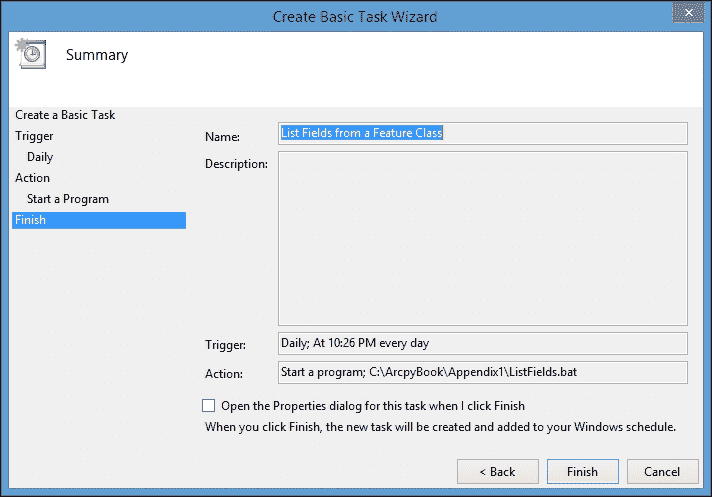 Create Basic Task Wizard
Summary
Create a Basic Task
Trigger
Daily
Action
Start a Program
Finish
Name: List Fields from a Feature Class
Description:
Trigger: Daily; At 10:26 PM every day
Action: Start a program; C:\ArcpyBook\Appendix1\ListFields.bat
Open the Properties dialog for this task when I click Finish
When you click Finish, the new task will be created and added to your Windows schedule.
< Back Finish Cancel